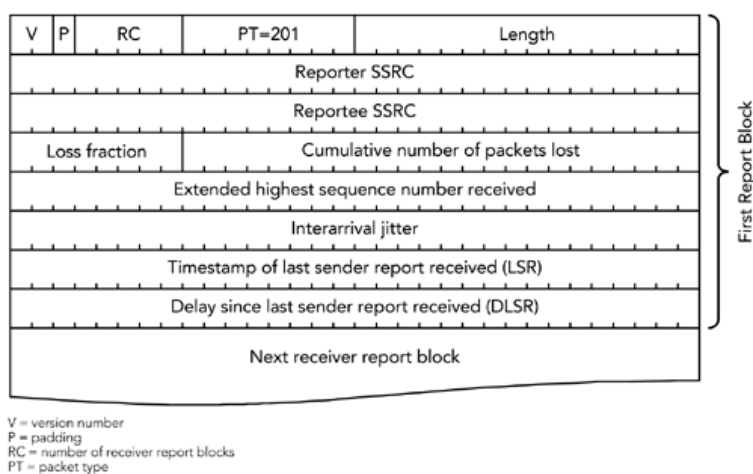 V P RC PT=201 Length
Reporter SSRC
Reportee SSRC
Loss fraction Cumulative number of packets lost
Extended highest sequence number received
Interarrival jitter
Timestamp of last sender report received (LSR)
Delay since last sender report received (DLSR)
Next receiver report block
First Report Block
V = version number
P = padding
RC = number of receiver report blocks
PT = packet type